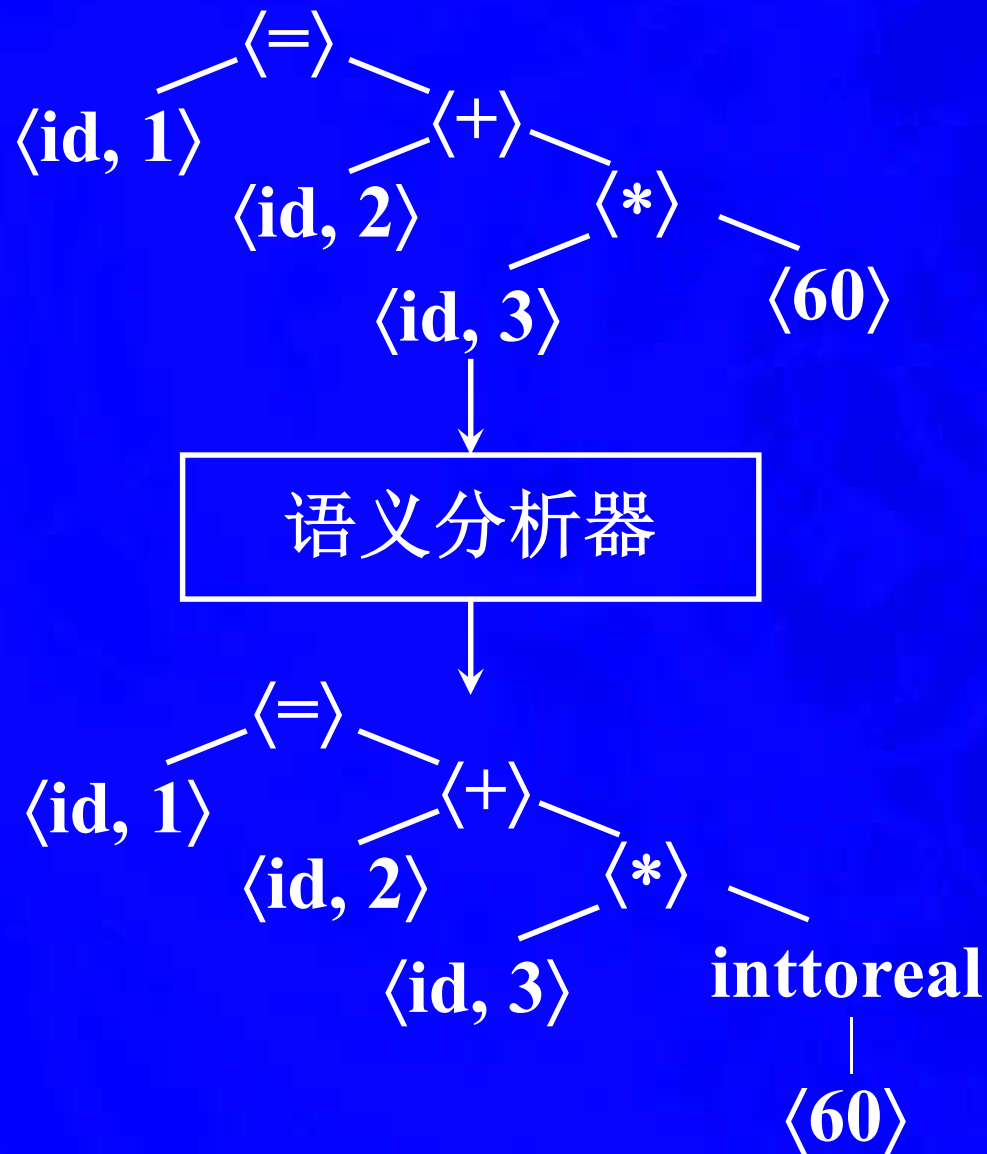 ⟨=⟩
⟨id, 1⟩
⟨+⟩
⟨id, 2⟩
⟨*⟩
⟨id, 3⟩
⟨60⟩
语义分析器
⟨=⟩
⟨id, 1⟩
⟨+⟩
⟨id, 2⟩
⟨*⟩
⟨id, 3⟩
inttoreal
⟨60⟩